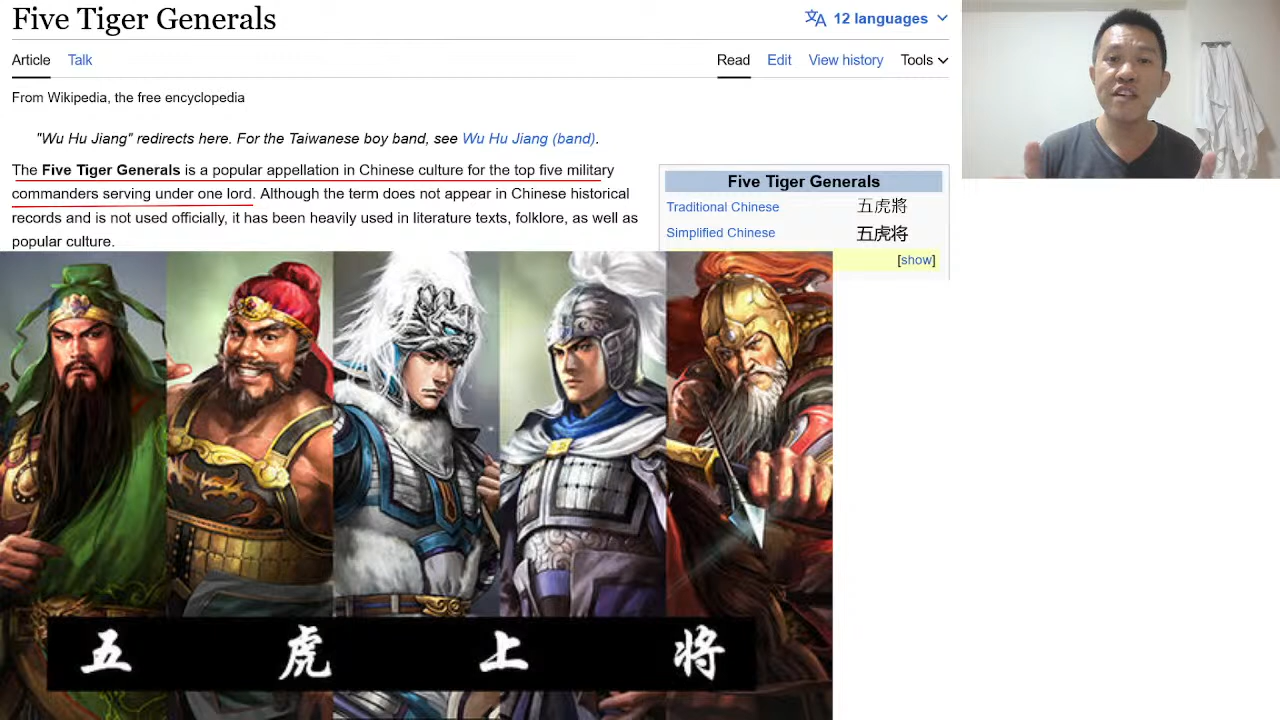 Five Tiger Generals
12 languages
Article Talk
Read Edit View history Tools
From Wikipedia, the free encyclopedia
"Wu Hu Jiang" redirects here. For the Taiwanese boy band, see Wu Hu Jiang (band).
The Five Tiger Generals is a popular appellation in Chinese culture for the top five military
commanders serving under one lord. Although the term does not appear in Chinese historical
records and is not used officially, it has been heavily used in literature texts, folklore, as well as
popular culture.
Five Tiger Generals
Traditional Chinese 五虎將
Simplified Chinese 五虎将
[show]
五虎上将